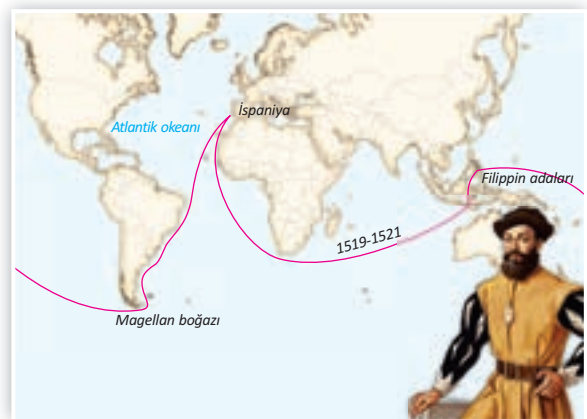 İspaniya
Atlantik okeanı
Filippin adaları
1519-1521
Magellan boğazı